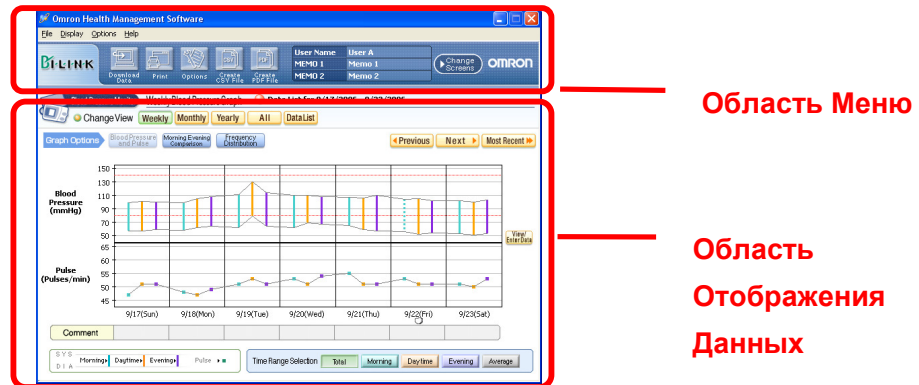 Omron Health Management Software
File Display Options Help
BiLINK Download Data Print Options Create CSV File Create PDF File
User Name User A
MEMO 1 Memo 1
MEMO 2 Memo 2
Change Screens
OMRON
Weekly Blood Pressure Graph
Change View Weekly Monthly Yearly All DataList
Graph Options Blood Pressure and Pulse Morning Evening Comparison Frequency Distribution Previous Next Most Recent
Blood Pressure (mmHg)
150
130
110
90
70
50
View/ Enter Data
Pulse (Pulses/min)
65
60
55
50
45
9/17(Sun) 9/18(Mon) 9/19(Tue) 9/20(Wed) 9/21(Thu) 9/22(Fri) 9/23(Sat)
Comment
SYS
DIA
Morning Daytime Evening Pulse
Time Range Selection Total Morning Daytime Evening Average
Область Меню
Область
Отображения
Данных